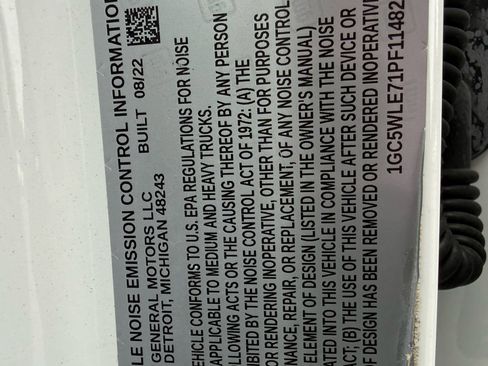 LE NOISE EMISSION CONTROL INFORMATION
GENERAL MOTORS LLC
DETROIT, MICHIGAN 48243
BUILT 08/22
EHICLE CONFORMS TO U.S. EPA REGULATIONS FOR NOISE
APPLICABLE TO MEDIUM AND HEAVY TRUCKS.
LLOWING ACTS OR THE CAUSING THEREOF BY ANY PERSON
IBITED BY THE NOISE CONTROL ACT OF 1972: (A) THE
OR RENDERING INOPERATIVE, OTHER THAN FOR PURPOSES
NANCE, REPAIR, OR REPLACEMENT, OF ANY NOISE CONTROL
ELEMENT OF DESIGN (LISTED IN THE OWNER'S MANUAL)
ATED INTO THIS VEHICLE IN COMPLIANCE WITH THE NOISE
ACT; (B) THE USE OF THIS VEHICLE AFTER SUCH DEVICE OR
OF DESIGN HAS BEEN REMOVED OR RENDERED INOPERATIVE
1GC5WLE71PF11482